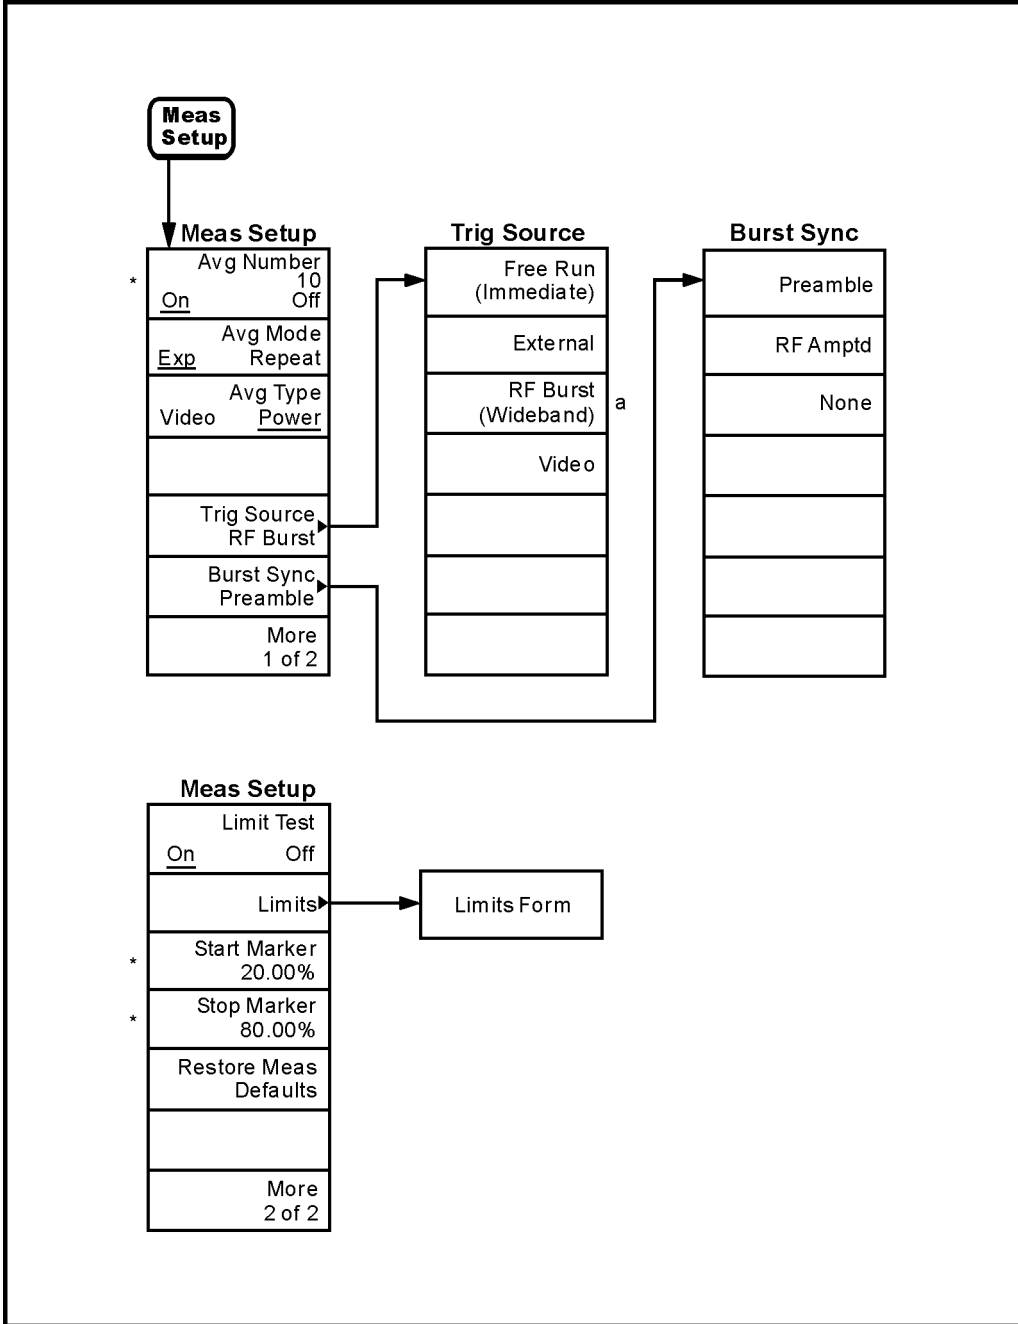 Meas
Setup
Meas Setup
* Avg Number
10
On Off
Avg Mode
Exp Repeat
Avg Type
Video Power
Trig Source
RF Burst
Burst Sync
Preamble
More
1 of 2
Trig Source
Free Run
(Immediate)
External
RF Burst
(Wideband) a
Video
Burst Sync
Preamble
RF Amptd
None
Meas Setup
Limit Test
On Off
Limits
Limits Form
* Start Marker
20.00%
* Stop Marker
80.00%
Restore Meas
Defaults
More
2 of 2